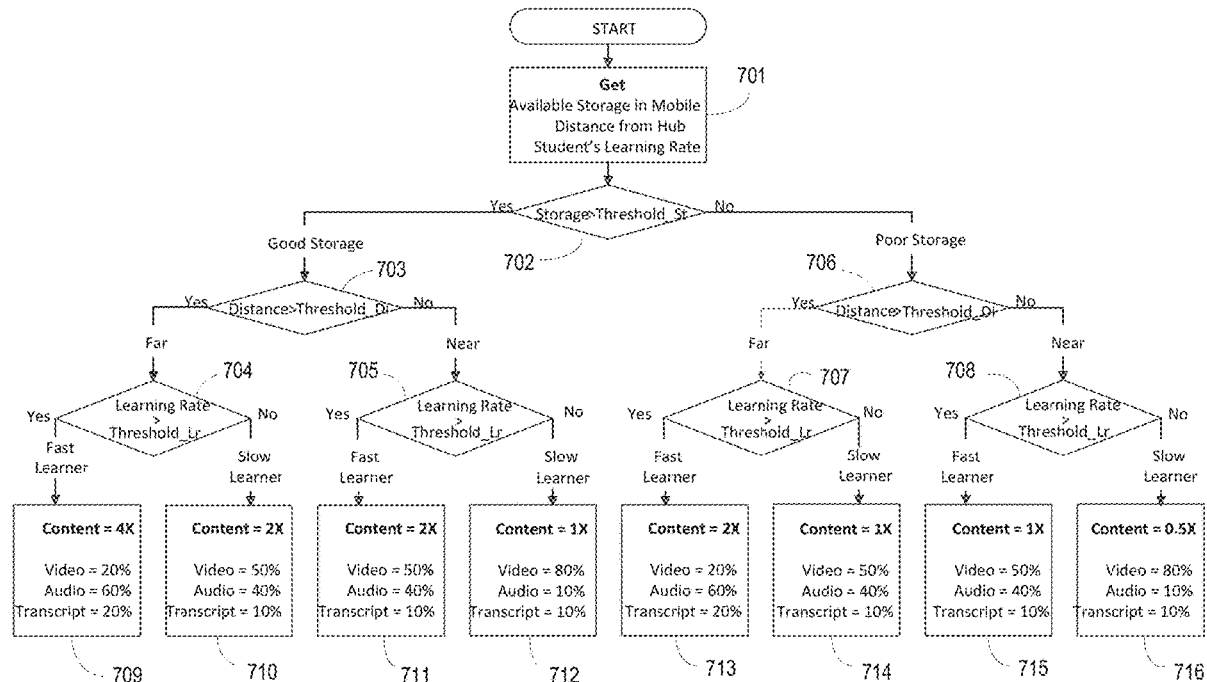 START
Get
Available Storage in Mobile
Distance from Hub
Student's Learning Rate
701
Yes
Storage>Threshold_St
No
702
Good Storage
Poor Storage
703
706
Yes
Distance>Threshold_Di
No
Yes
Distance>Threshold_Di
No
Far
Near
Far
Near
704
705
707
708
Yes
Learning Rate
>
Threshold_Lr
No
Yes
Learning Rate
>
Threshold_Lr
No
Yes
Learning Rate
>
Threshold_Lr
No
Yes
Learning Rate
>
Threshold_Lr
No
Fast
Learner
Slow
Learner
Fast
Learner
Slow
Learner
Fast
Learner
Slow
Learner
Fast
Learner
Slow
Learner
Content = 4X
Video = 20%
Audio = 60%
Transcript = 20%
Content = 2X
Video = 50%
Audio = 40%
Transcript = 10%
Content = 2X
Video = 50%
Audio = 40%
Transcript = 10%
Content = 1X
Video = 80%
Audio = 10%
Transcript = 10%
Content = 2X
Video = 20%
Audio = 60%
Transcript = 20%
Content = 1X
Video = 50%
Audio = 40%
Transcript = 10%
Content = 1X
Video = 50%
Audio = 40%
Transcript = 10%
Content = 0.5X
Video = 80%
Audio = 10%
Transcript = 10%
709
710
711
712
713
714
715
716